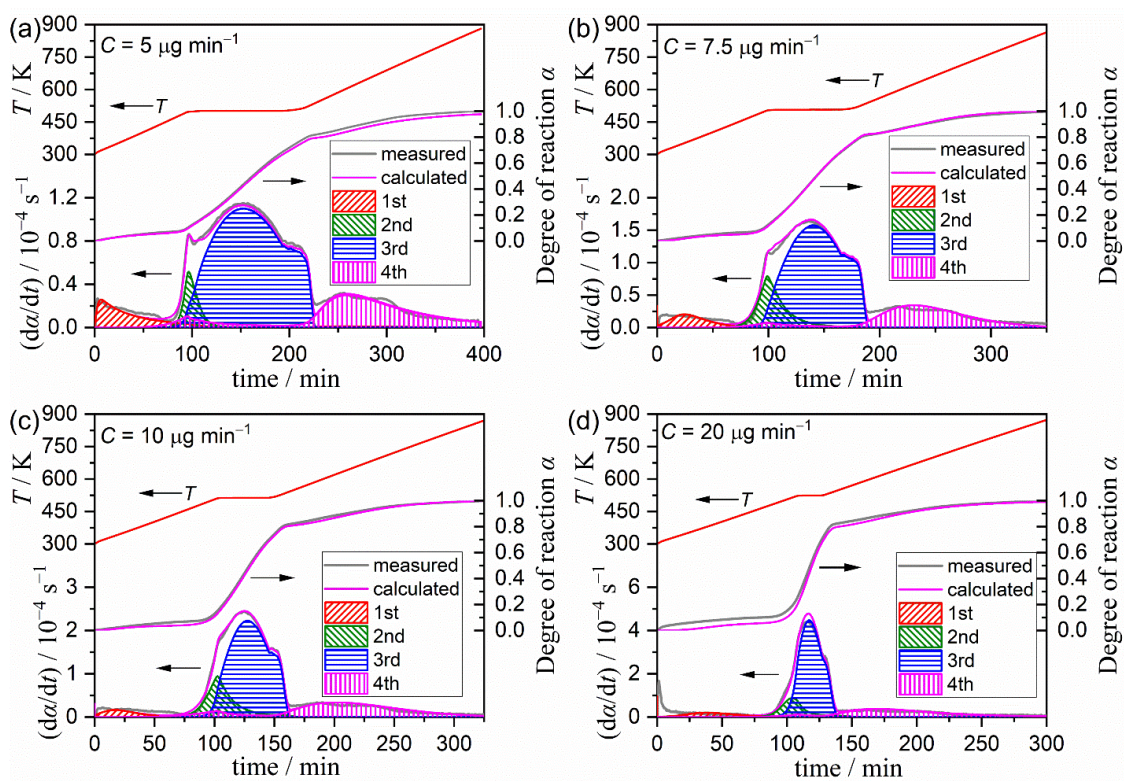 (a)
C = 5 μg min⁻¹
T
T / K
900
750
600
450
300
1.0
0.8
0.6
0.4
0.2
0.0
Degree of reaction α
measured
calculated
1st
2nd
3rd
4th
(dα/dt) / 10⁻⁴ s⁻¹
1.2
0.8
0.4
0.0
0 100 200 300 400
time / min
(b)
C = 7.5 μg min⁻¹
T
T / K
900
750
600
450
300
1.0
0.8
0.6
0.4
0.2
0.0
Degree of reaction α
measured
calculated
1st
2nd
3rd
4th
(dα/dt) / 10⁻⁴ s⁻¹
2.0
1.5
1.0
0.5
0.0
0 100 200 300
time / min
(c)
C = 10 μg min⁻¹
T
T / K
900
750
600
450
300
1.0
0.8
0.6
0.4
0.2
0.0
Degree of reaction α
measured
calculated
1st
2nd
3rd
4th
(dα/dt) / 10⁻⁴ s⁻¹
3
2
1
0
0 50 100 150 200 250 300
time / min
(d)
C = 20 μg min⁻¹
T
T / K
900
750
600
450
300
1.0
0.8
0.6
0.4
0.2
0.0
Degree of reaction α
measured
calculated
1st
2nd
3rd
4th
(dα/dt) / 10⁻⁴ s⁻¹
6
4
2
0
0 50 100 150 200 250 300
time / min